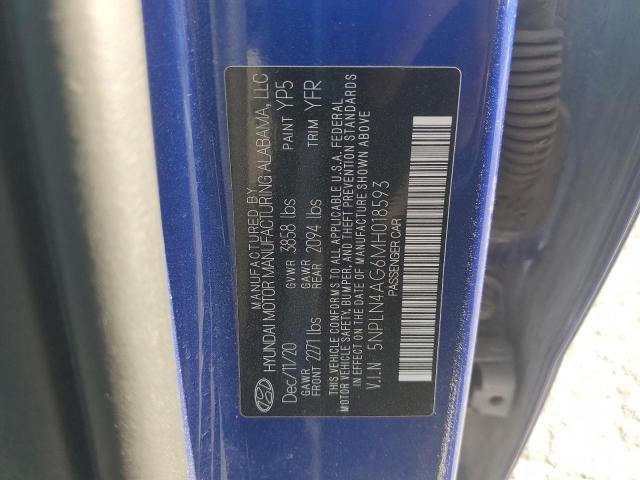 MANUFACTURED BY
HYUNDAI MOTOR MANUFACTURING ALABAMA, LLC
Dec/11/20 GVWR 3858 lbs PAINT YP5
GAWR FRONT 2271 lbs GAWR REAR 2094 lbs TRIM YFR
THIS VEHICLE CONFORMS TO ALL APPLICABLE U.S.A. FEDERAL
MOTOR VEHICLE SAFETY, BUMPER, AND THEFT PREVENTION STANDARDS
IN EFFECT ON THE DATE OF MANUFACTURE SHOWN ABOVE
V.I.N 5NPLN4AG6MH018593
PASSENGER CAR